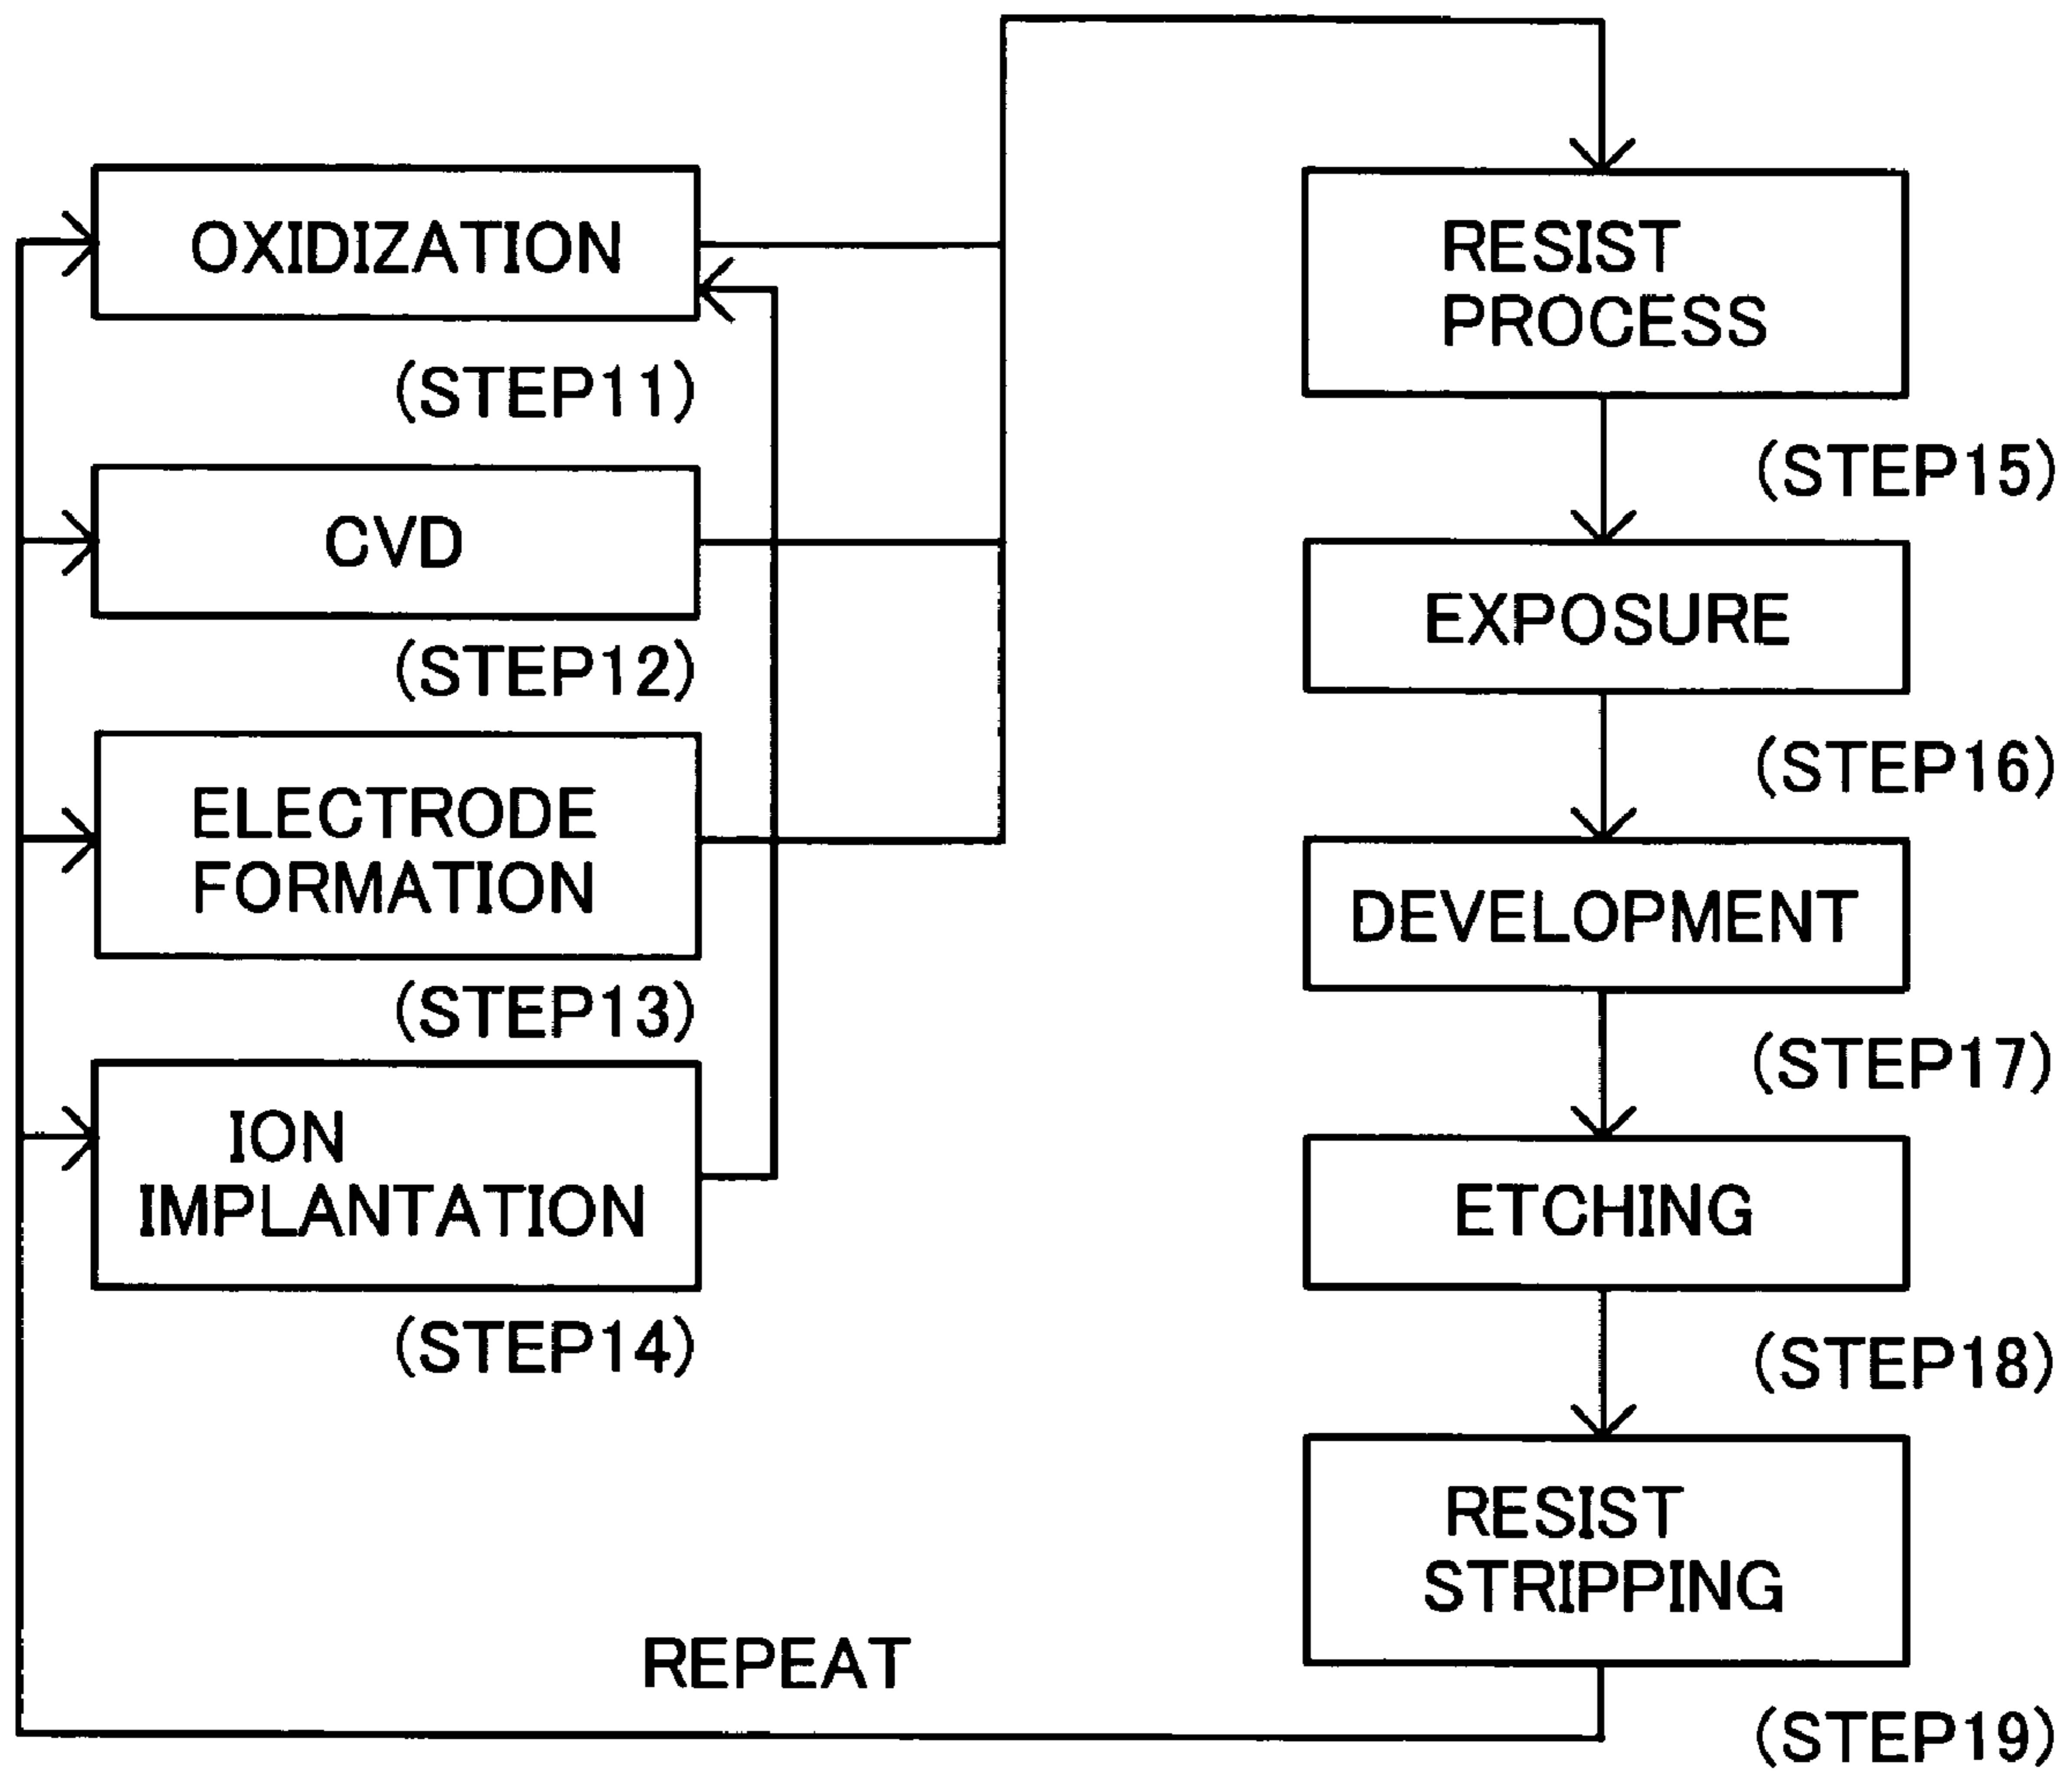 OXIDIZATION
(STEP11)
CVD
(STEP12)
ELECTRODE
FORMATION
(STEP13)
ION
IMPLANTATION
(STEP14)
RESIST
PROCESS
(STEP15)
EXPOSURE
(STEP16)
DEVELOPMENT
(STEP17)
ETCHING
(STEP18)
RESIST
STRIPPING
(STEP19)
REPEAT